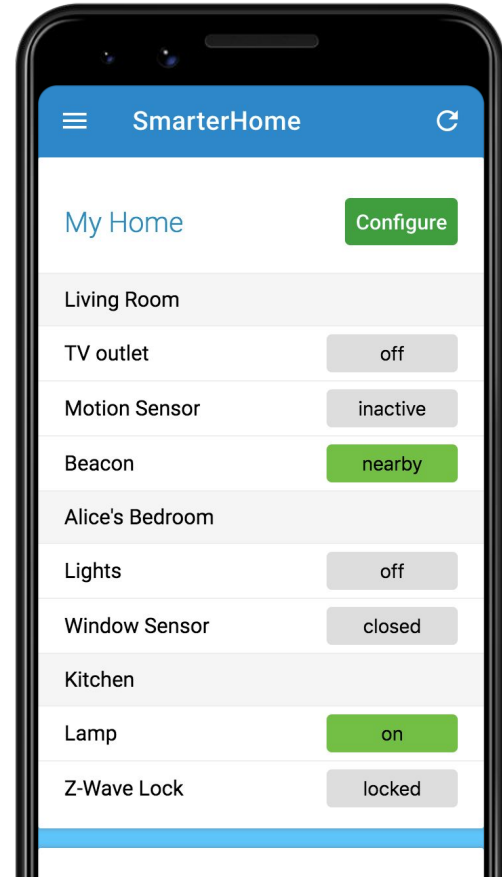 SmarterHome
My Home Configure
Living Room
TV outlet off
Motion Sensor inactive
Beacon nearby
Alice's Bedroom
Lights off
Window Sensor closed
Kitchen
Lamp on
Z-Wave Lock locked